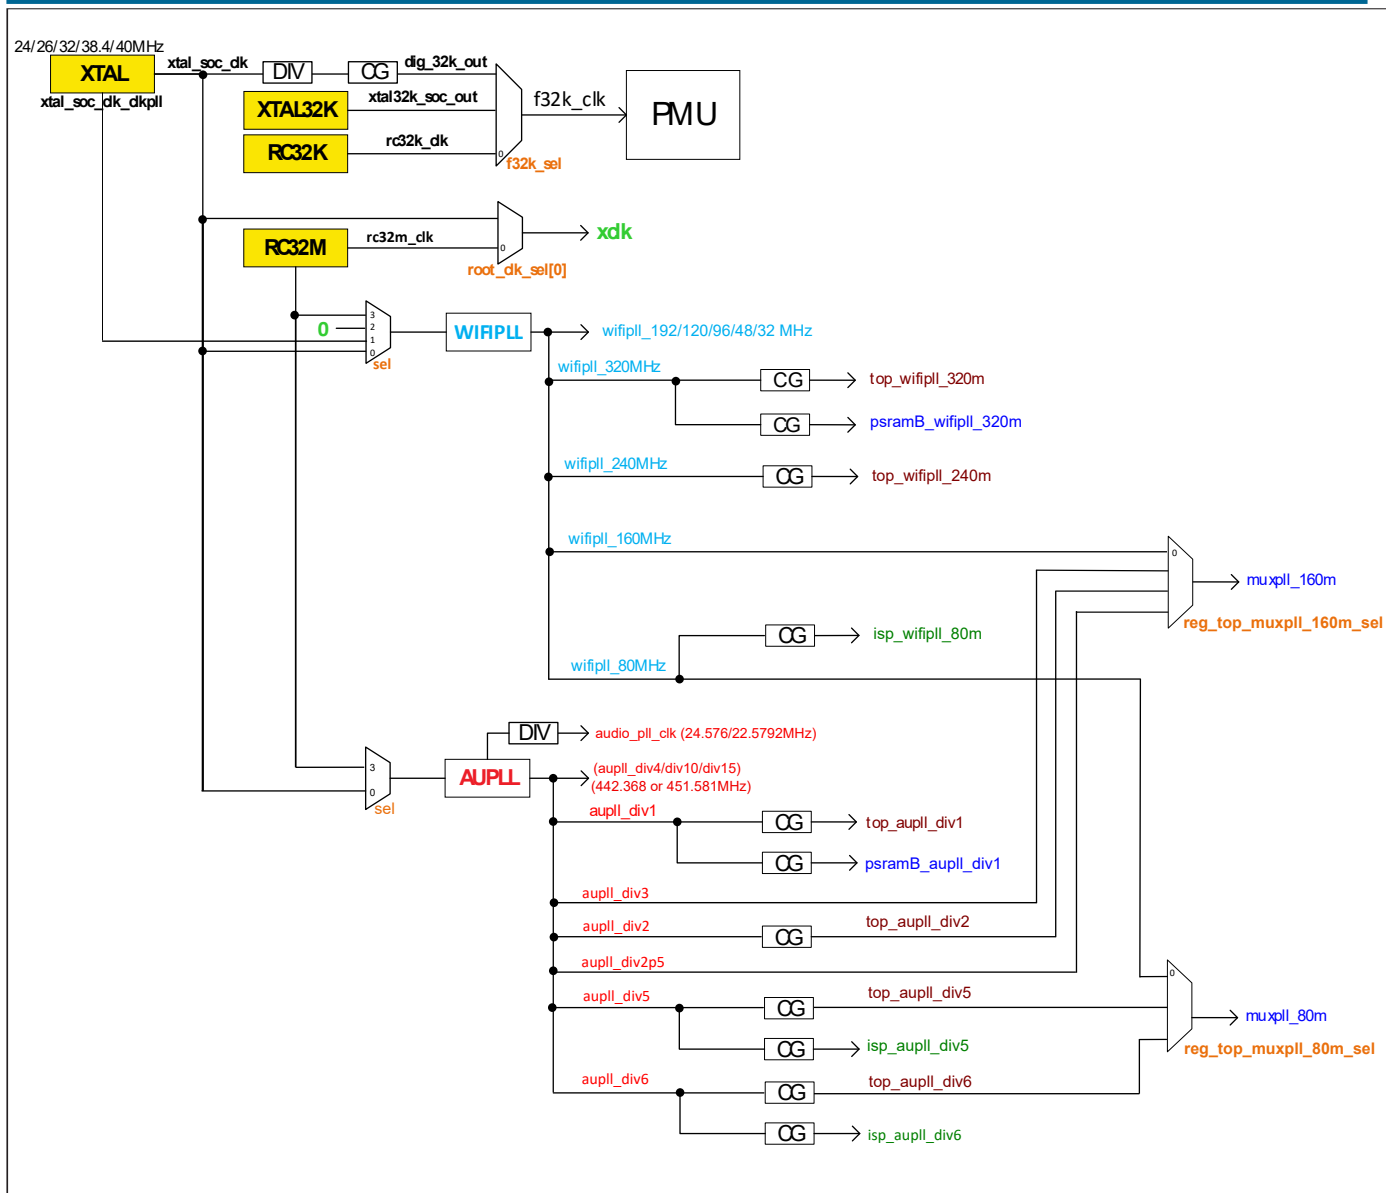 24/26/32/38.4/40MHz
XTAL
xtal_soc_clk
DIV
CG
dig_32k_out
xtal_soc_clk_clkpll
XTAL32K
xtal32k_soc_out
f32k_clk
PMU
RC32K
rc32k_clk
0
f32k_sel
RC32M
rc32m_clk
0
xclk
root_clk_sel[0]
3
0
2
1
0
sel
WIFIPLL
wifipll_192/120/96/48/32 MHz
wifipll_320MHz
CG
top_wifipll_320m
CG
psramB_wifipll_320m
wifipll_240MHz
CG
top_wifipll_240m
wifipll_160MHz
0
muxpll_160m
reg_top_muxpll_160m_sel
CG
isp_wifipll_80m
wifipll_80MHz
DIV
audio_pll_clk (24.576/22.5792MHz)
3
0
sel
AUPLL
(aupll_div4/div10/div15)
(442.368 or 451.581MHz)
aupll_div1
CG
top_aupll_div1
CG
psramB_aupll_div1
aupll_div3
aupll_div2
CG
top_aupll_div2
aupll_div2p5
0
aupll_div5
CG
top_aupll_div5
muxpll_80m
CG
isp_aupll_div5
reg_top_muxpll_80m_sel
aupll_div6
CG
top_aupll_div6
CG
isp_aupll_div6